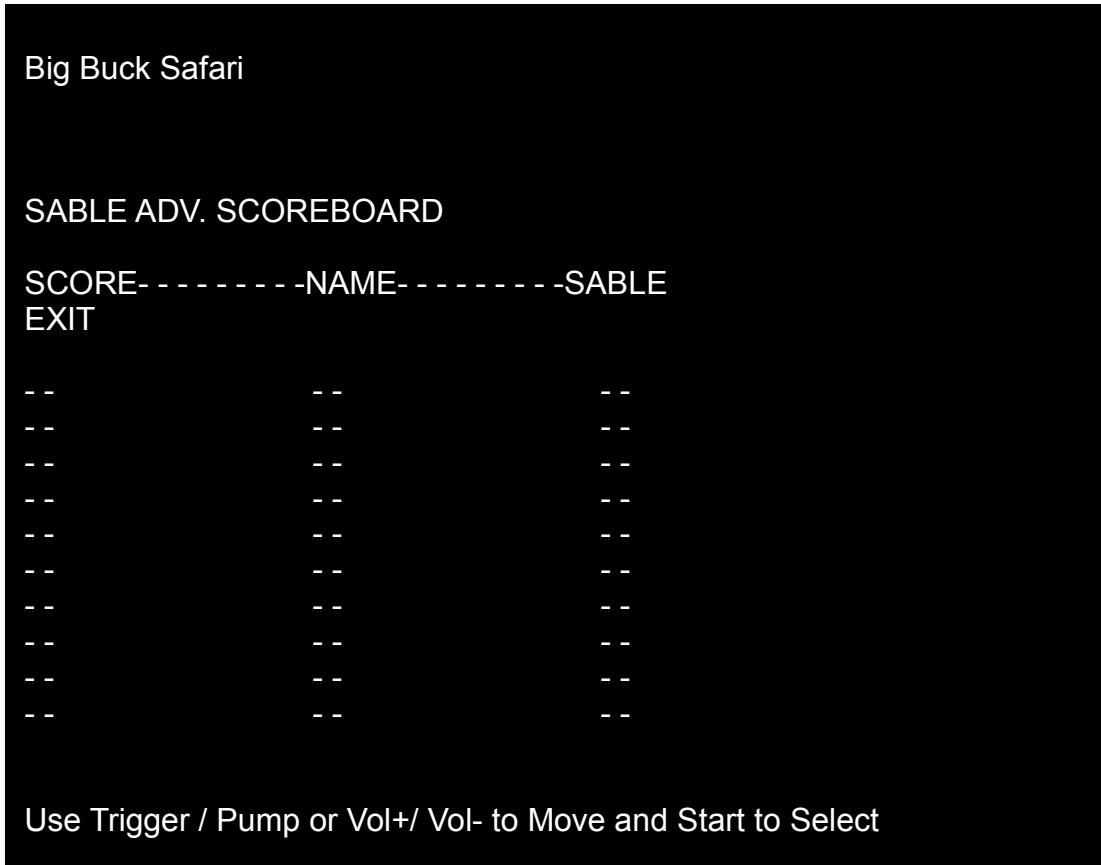 Big Buck Safari
SABLE ADV. SCOREBOARD
SCORE- - - - - - - - -NAME- - - - - - - - -SABLE
EXIT
- - - - - -
- - - - - -
- - - - - -
- - - - - -
- - - - - -
- - - - - -
- - - - - -
- - - - - -
- - - - - -
- - - - - -
Use Trigger / Pump or Vol+/ Vol- to Move and Start to Select